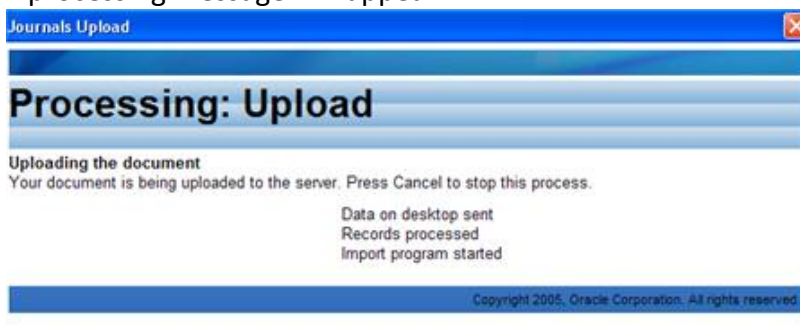 Journals Upload
Processing: Upload
Uploading the document
Your document is being uploaded to the server. Press Cancel to stop this process.
Data on desktop sent
Records processed
Import program started
Copyright 2005, Oracle Corporation. All rights reserved